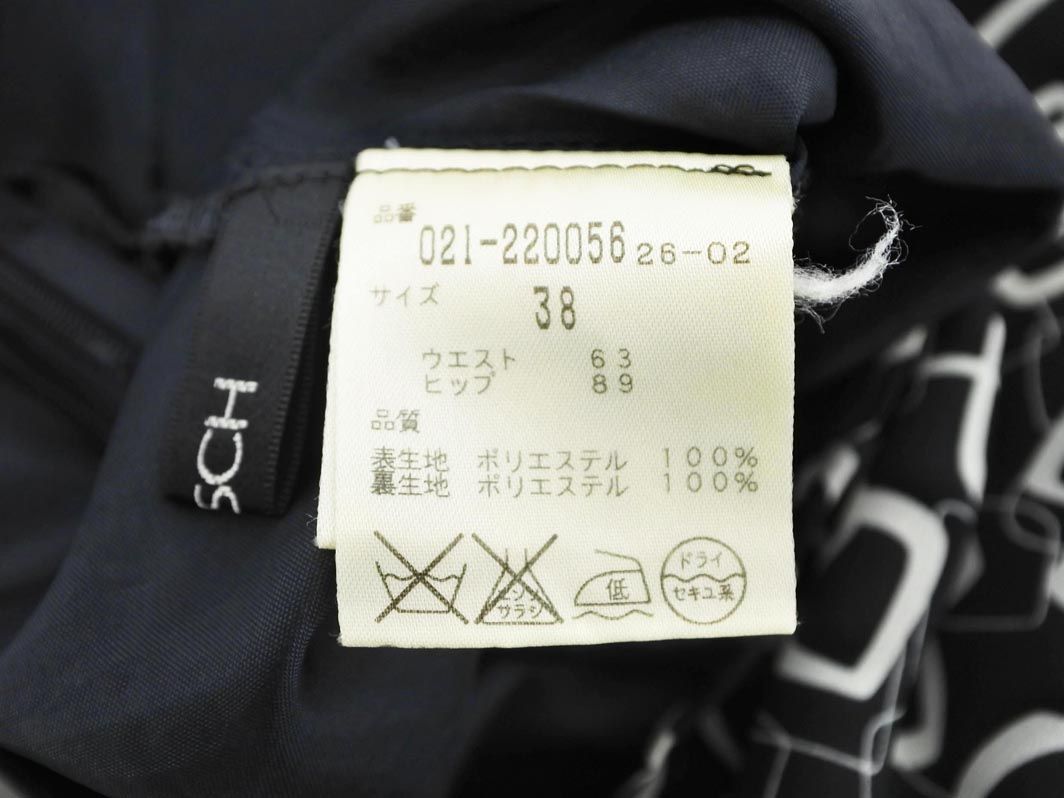 品番
021-220056 26-02
サイズ
38
ウエスト 63
ヒップ 89
品質
表生地 ポリエステル 100%
裏生地 ポリエステル 100%
エンソ サラシ
低
ドライ
セキユ系
SCH